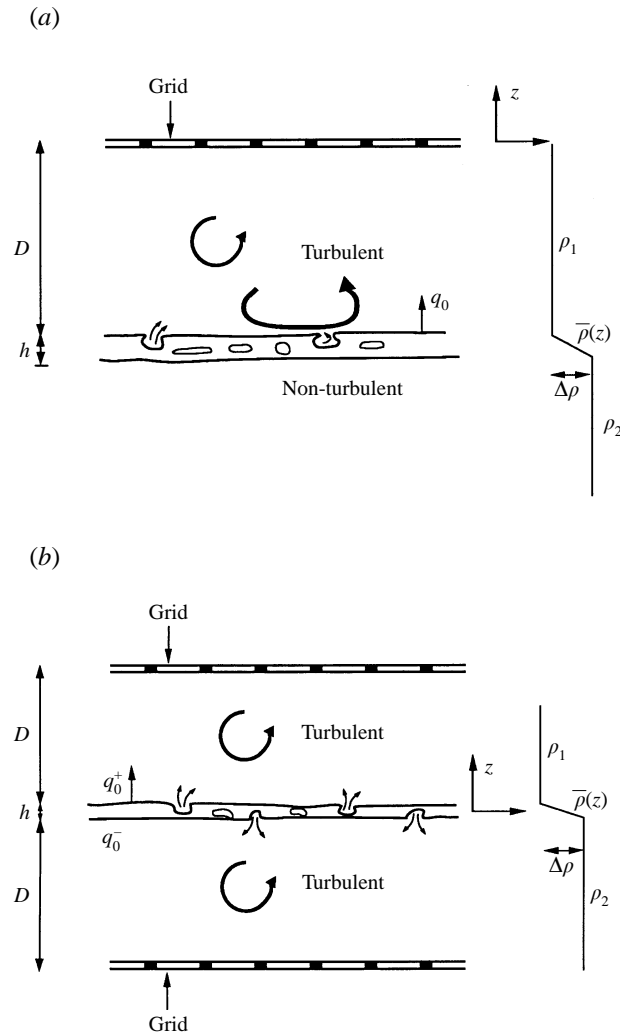 (a)
Grid
z
D
ρ₁
Turbulent
q₀
h
ρ̅(z)
Non-turbulent
Δρ
ρ₂
(b)
Grid
D
Turbulent
ρ₁
q₀⁺
z
h
ρ̅(z)
q₀⁻
Δρ
D
Turbulent
ρ₂
Grid